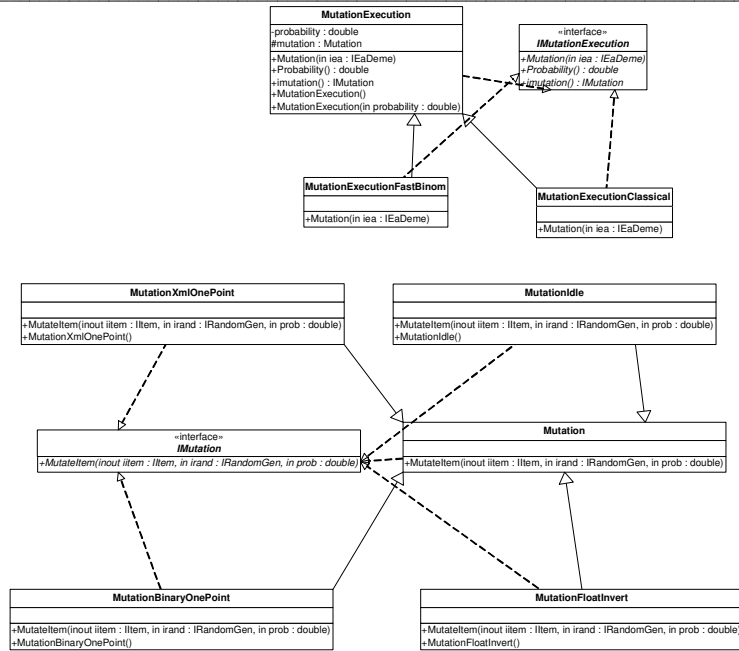 MutationExecution
-probability : double
#mutation : Mutation
+Mutation(in iea : IEaDeme)
+Probability() : double
+imutation() : IMutation
+MutationExecution()
+MutationExecution(in probability : double)
«interface»
IMutationExecution
+Mutation(in iea : IEaDeme)
+Probability() : double
+imutation() : IMutation
MutationExecutionFastBinom
+Mutation(in iea : IEaDeme)
MutationExecutionClassical
+Mutation(in iea : IEaDeme)
MutationXmlOnePoint
+MutateItem(inout iitem : IItem, in irand : IRandomGen, in prob : double)
+MutationXmlOnePoint()
MutationIdle
+MutateItem(inout iitem : IItem, in irand : IRandomGen, in prob : double)
+MutationIdle()
«interface»
IMutation
+MutateItem(inout iitem : IItem, in irand : IRandomGen, in prob : double)
Mutation
+MutateItem(inout iitem : IItem, in irand : IRandomGen, in prob : double)
MutationBinaryOnePoint
+MutateItem(inout iitem : IItem, in irand : IRandomGen, in prob : double)
+MutationBinaryOnePoint()
MutationFloatInvert
+MutateItem(inout iitem : IItem, in irand : IRandomGen, in prob : double)
+MutationFloatInvert()